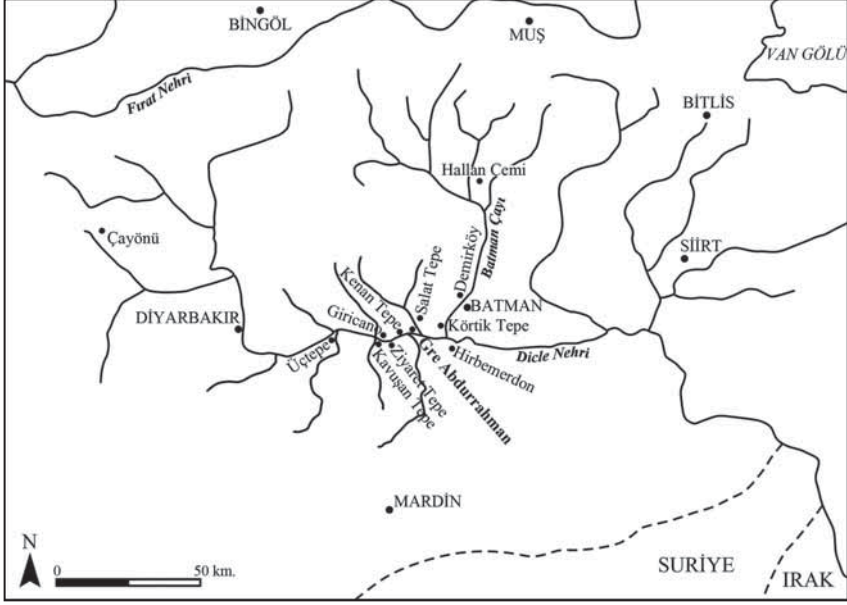 BİNGÖL
MUŞ
VAN GÖLÜ
Fırat Nehri
BİTLİS
Hallan Çemi
Batman Çayı
Çayönü
SİİRT
Demirköy
Salat Tepe
Kenan Tepe
BATMAN
DİYARBAKIR
Giricano
Körtik Tepe
Üçtepe
Hirbemerdon
Dicle Nehri
Gre Abdurrahman
Ziyaret Tepe
Kavuşan Tepe
MARDİN
N
0
50 km.
SURİYE
IRAK